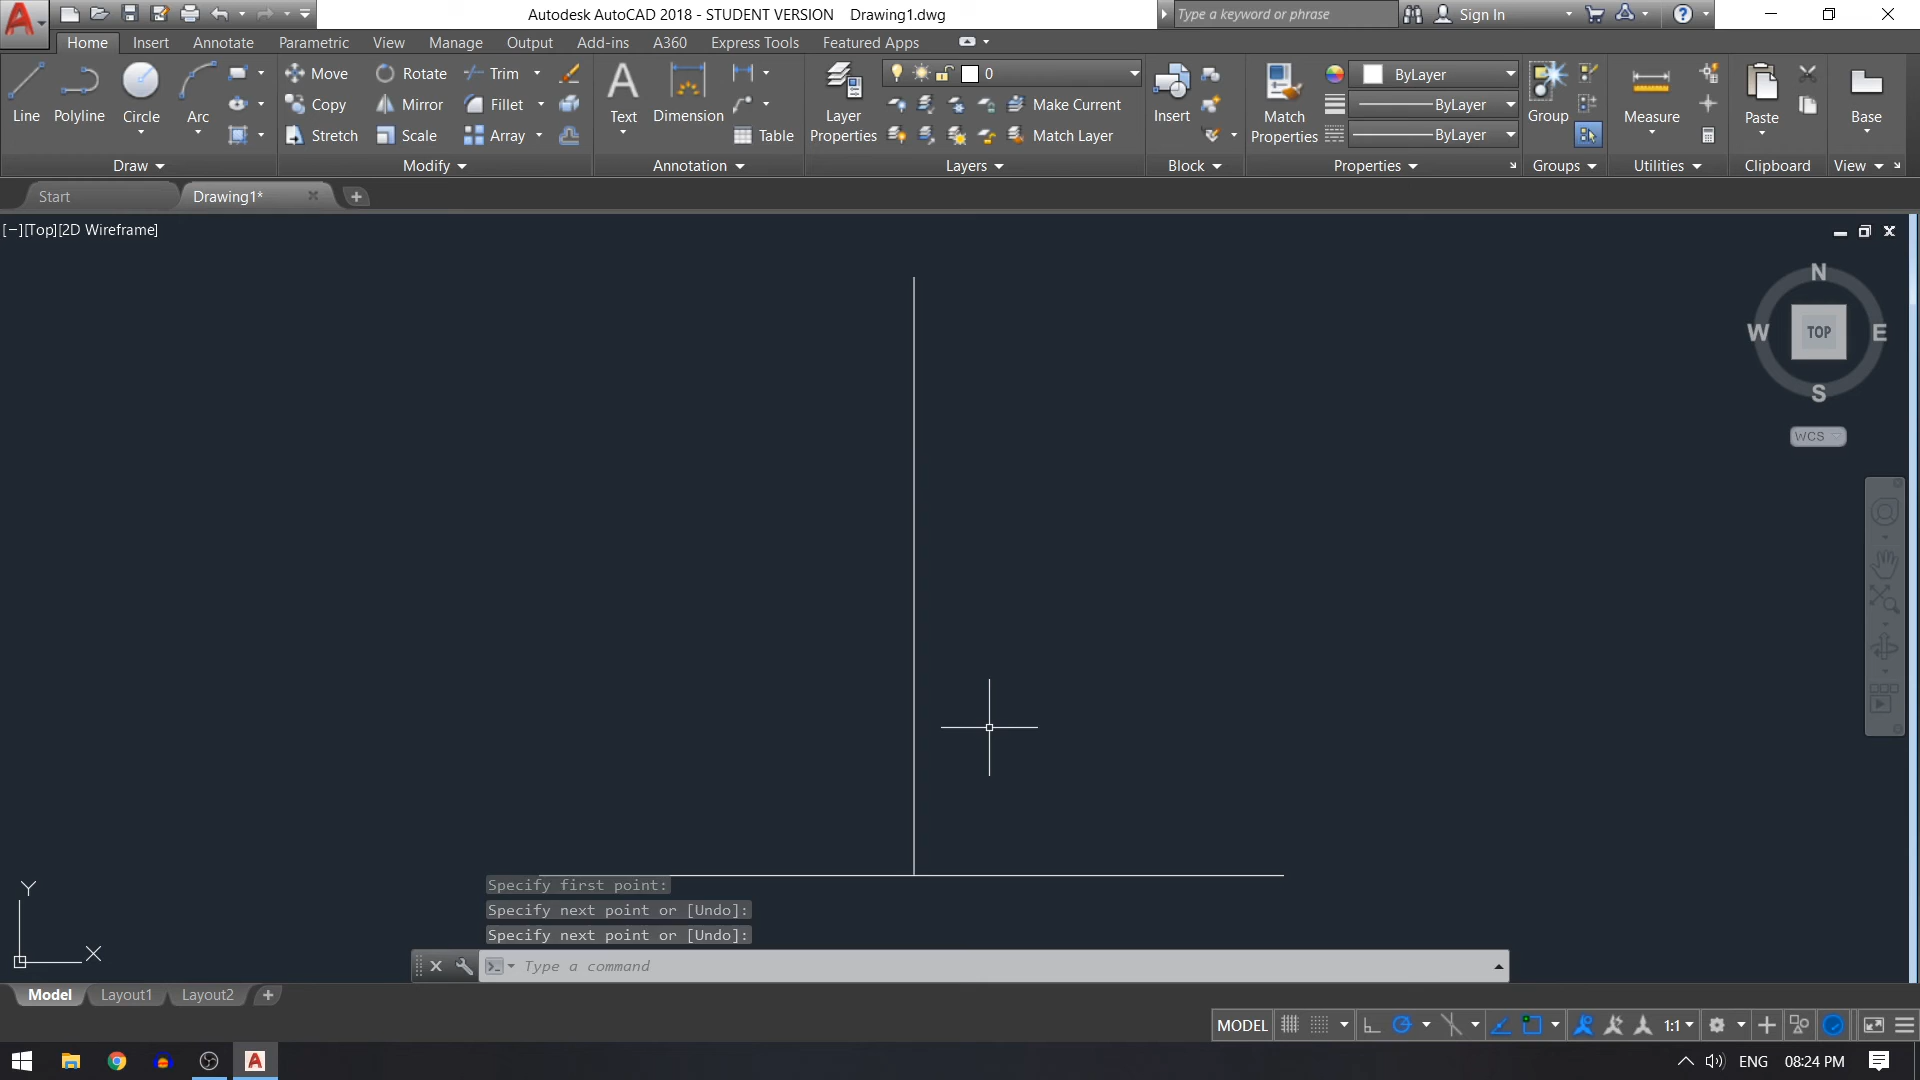 Autodesk AutoCAD 2018 - STUDENT VERSION Drawing1.dwg
Type a keyword or phrase
Sign In
Home Insert Annotate Parametric View Manage Output Add-ins A360 Express Tools Featured Apps
Line Polyline Circle Arc
Move Rotate Trim
Copy Mirror Fillet
Stretch Scale Array
Text Dimension Table
Layer Properties
0
Make Current
Match Layer
Insert
Match Properties
ByLayer
ByLayer
ByLayer
Group
Measure
Paste
Base
Draw Modify Annotation Layers Block Properties Groups Utilities Clipboard View
Start Drawing1*
[−][Top][2D Wireframe]
N
W TOP E
S
WCS
Y
X
Specify first point:
Specify next point or [Undo]:
Specify next point or [Undo]:
Type a command
Model Layout1 Layout2
MODEL 1:1
ENG 08:24 PM